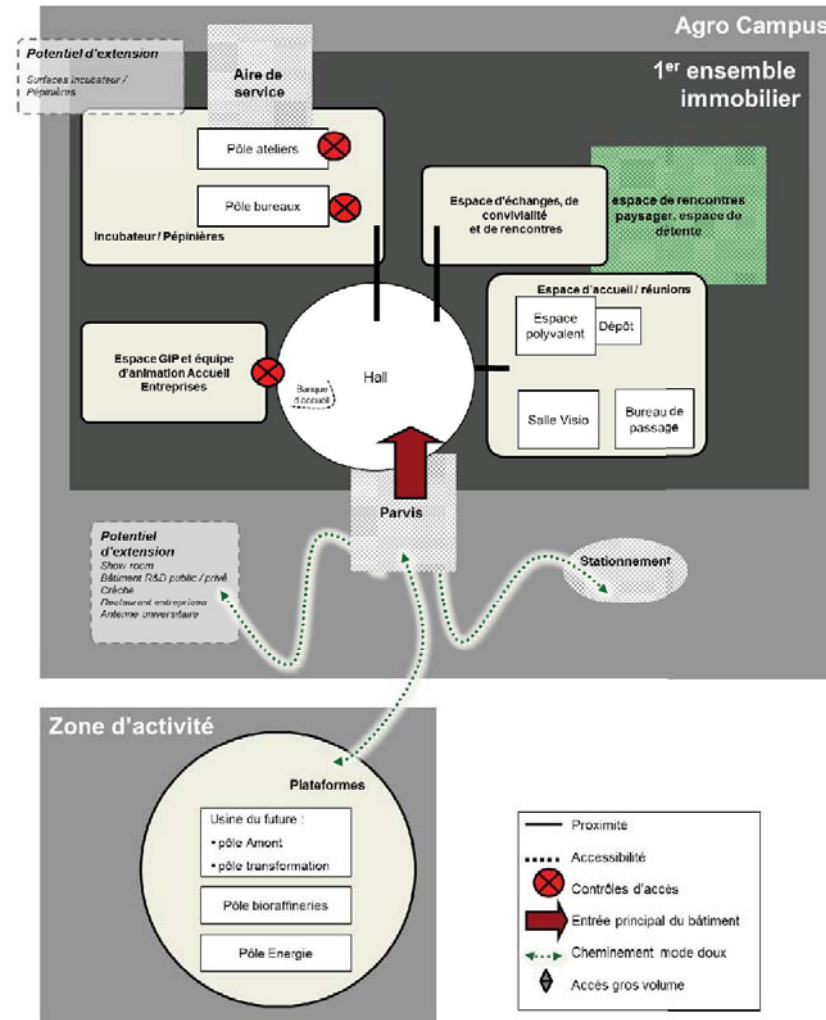 Agro Campus
Potentiel d'extension
Surfaces Incubateur /
Pépinières
Aire de
service
1er ensemble
immobilier
Pôle ateliers
Pôle bureaux
Incubateur / Pépinières
Espace d'échanges, de
convivialité
et de rencontres
espace de rencontres
paysager, espace de
détente
Espace d'accueil / réunions
Espace
polyvalent
Dépôt
Salle Visio
Bureau de
passage
Espace GIP et équipe
d'animation Accueil
Entreprises
Hall
Banque
d'accueil
Parvis
Potentiel
d'extension
Show room
Bâtiment R&D public / privé
Crèche
Restaurant entreprises
Antenne universitaire
Stationnement
Zone d'activité
Plateformes
Usine du future :
• pôle Amont
• pôle transformation
Pôle bioraffineries
Pôle Energie
Proximité
Accessibilité
Contrôles d'accès
Entrée principal du bâtiment
Cheminement mode doux
Accès gros volume